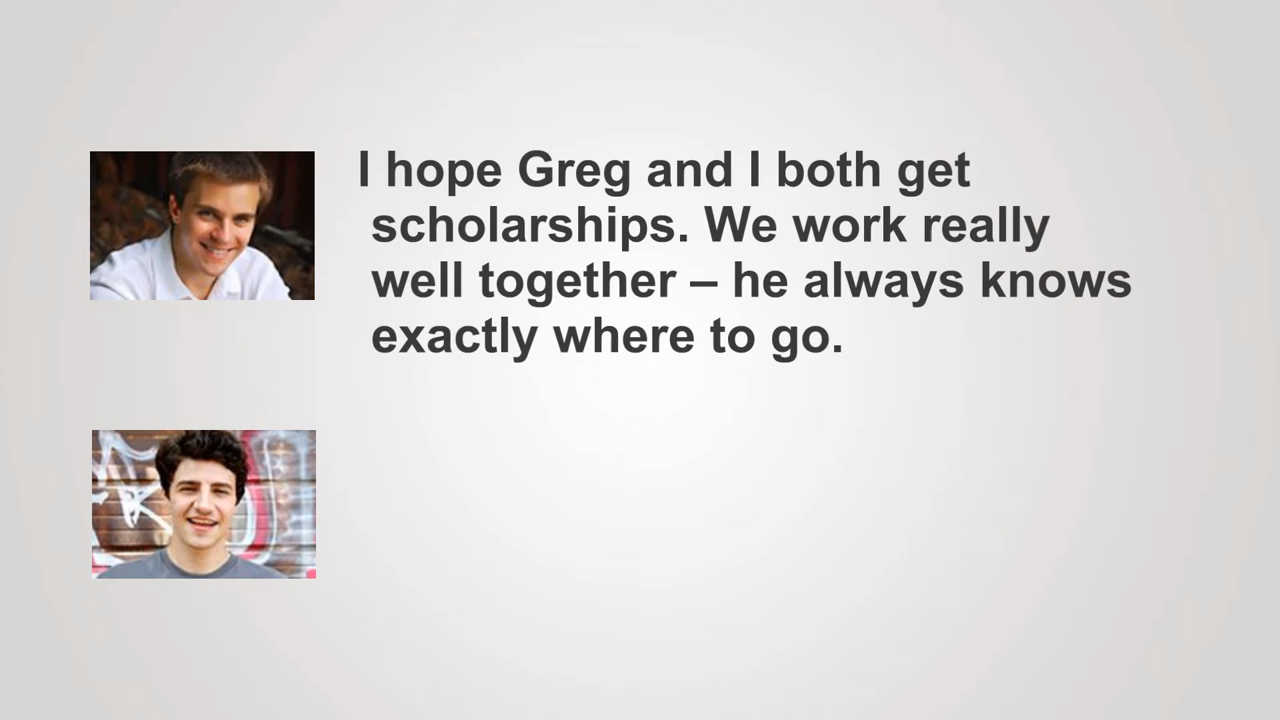 I hope Greg and I both get
scholarships. We work really
well together – he always knows
exactly where to go.